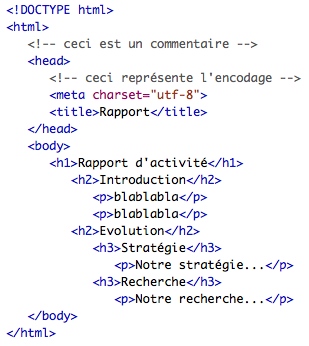 <!DOCTYPE html>
<html>
<!-- ceci est un commentaire -->
<head>
<!-- ceci représente l'encodage -->
<meta charset="utf-8">
<title>Rapport</title>
</head>
<body>
<h1>Rapport d'activité</h1>
<h2>Introduction</h2>
<p>blablabla</p>
<p>blablabla</p>
<h2>Evolution</h2>
<h3>Stratégie</h3>
<p>Notre stratégie...</p>
<h3>Recherche</h3>
<p>Notre recherche...</p>
</body>
</html>